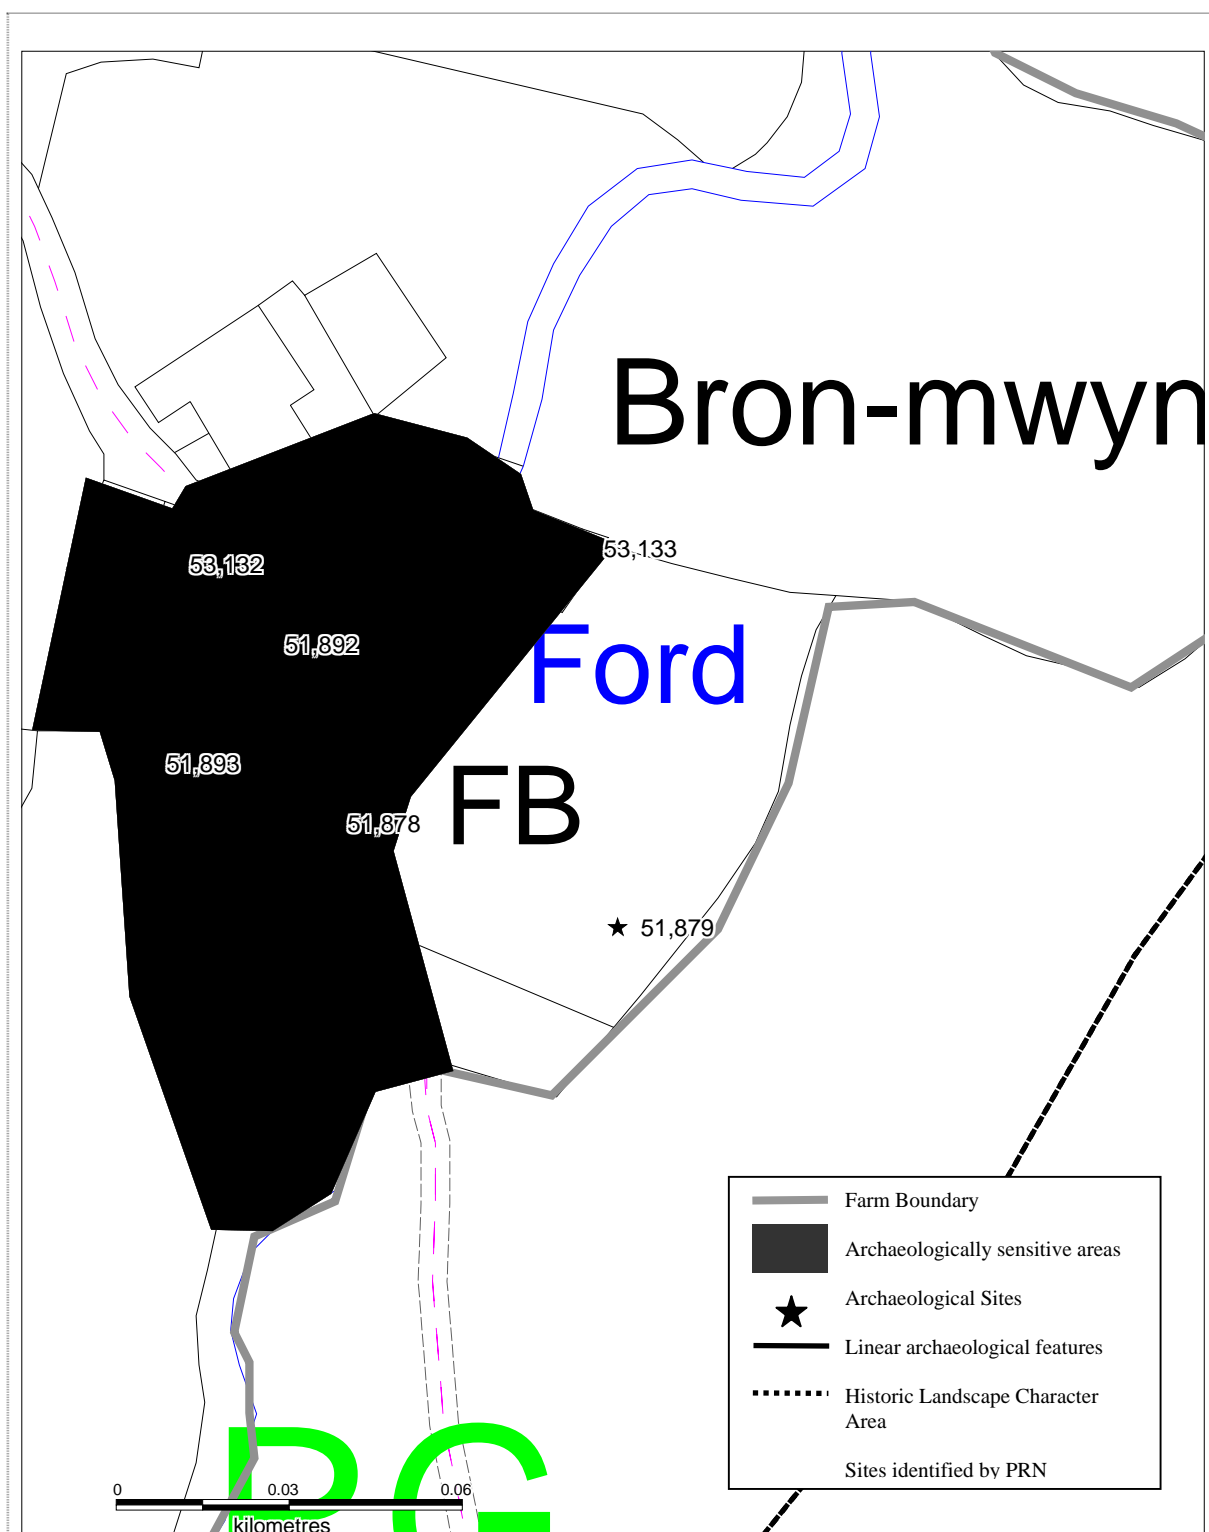 Bron-mwyn
53,133
53,132
51,892
Ford
51,893
FB
51,878
51,879
Farm Boundary
Archaeologically sensitive areas
Archaeological Sites
Linear archaeological features
Historic Landscape Character
Area
Sites identified by PRN
0 0.03 0.06
kilometres